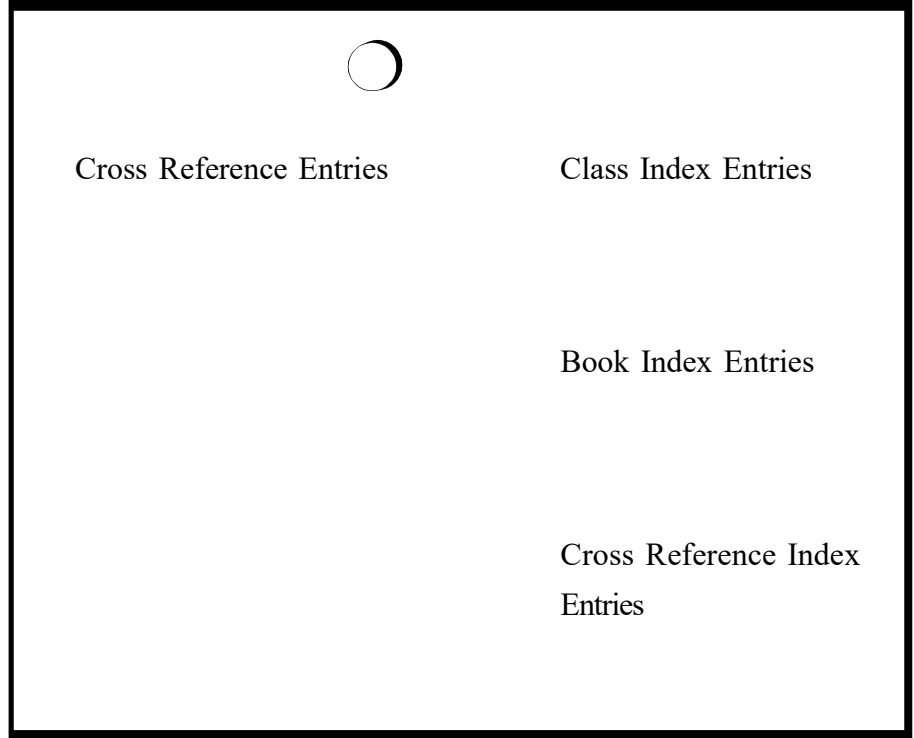 Cross Reference Entries
Class Index Entries
Book Index Entries
Cross Reference Index
Entries